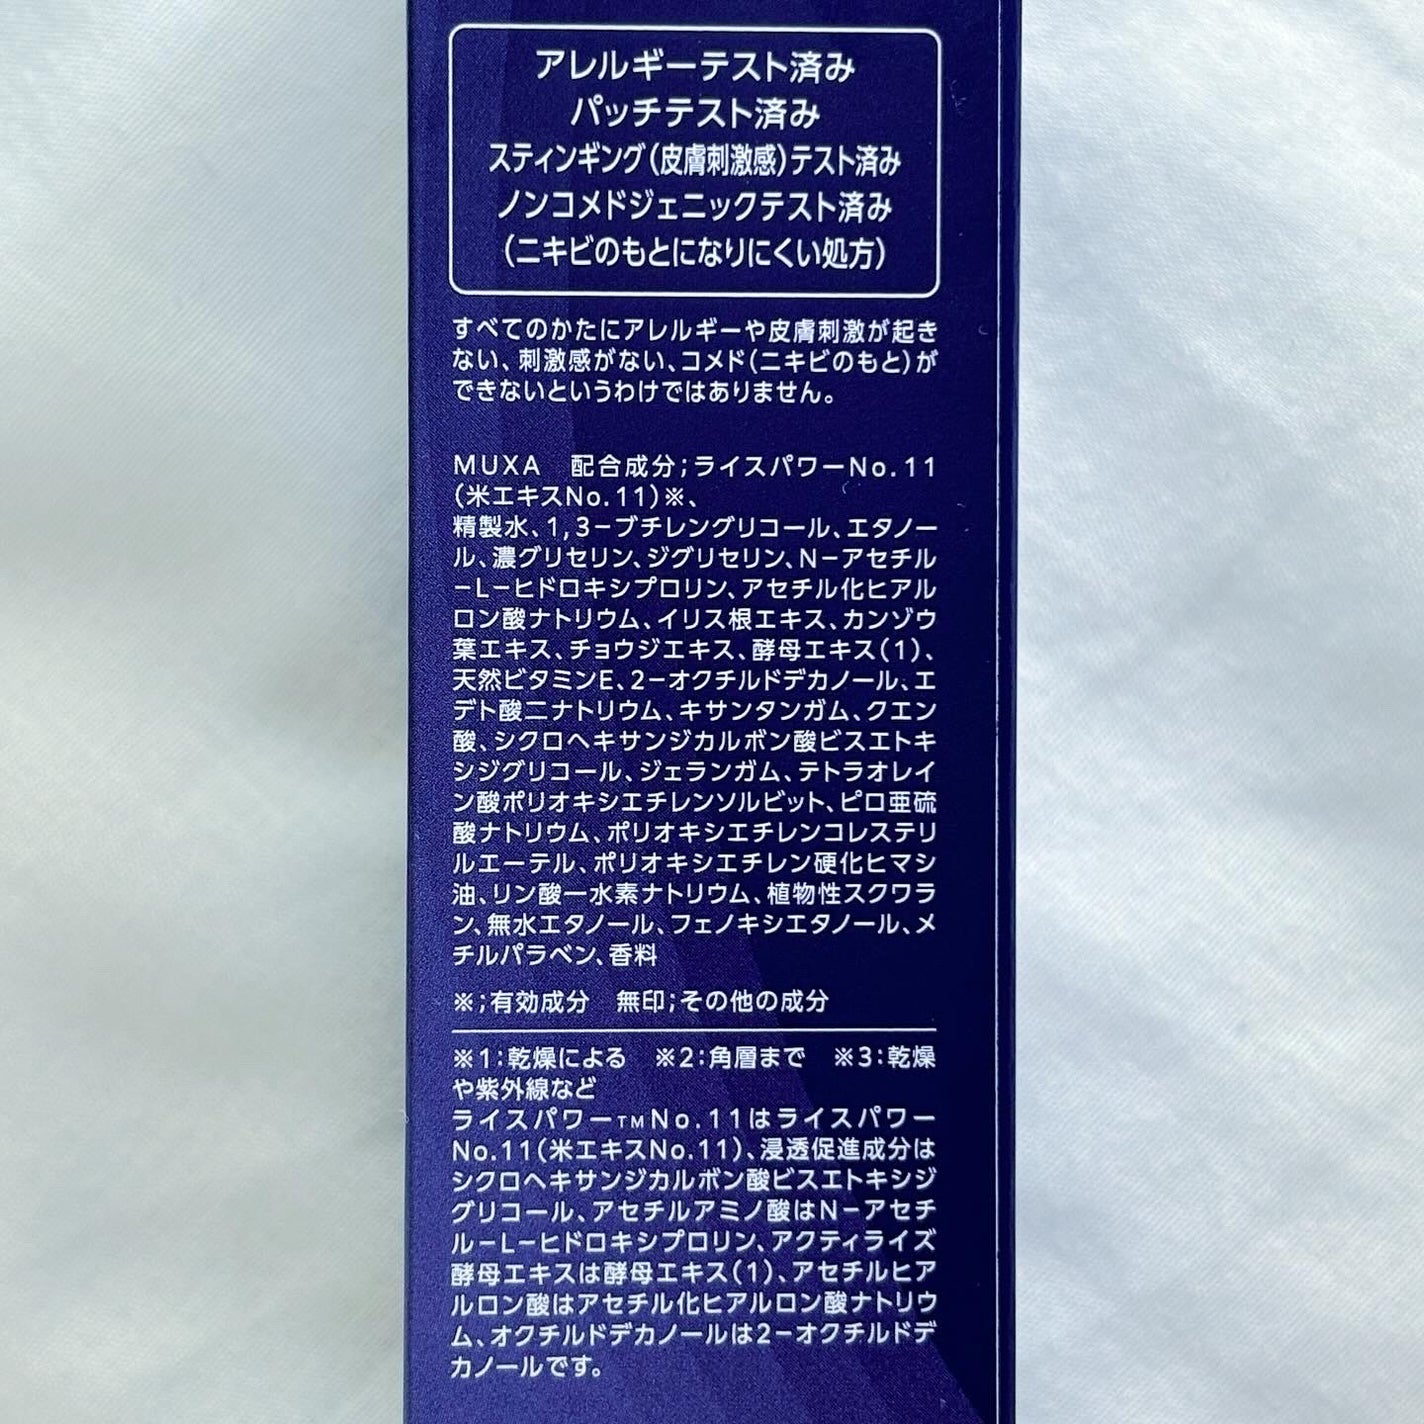 アレルギーテスト済み
パッチテスト済み
スティンギング(皮膚刺激感)テスト済み
ノンコメドジェニックテスト済み
(ニキビのもとになりにくい処方)
すべてのかたにアレルギーや皮膚刺激が起き
ない、刺激感がない、コメド(ニキビのもと)が
できないというわけではありません。
MUXA　配合成分;ライスパワーNo.11
(米エキスNo.11)※、
精製水、1,3−ブチレングリコール、エタノー
ル、濃グリセリン、ジグリセリン、N−アセチル
−L−ヒドロキシプロリン、アセチル化ヒアル
ロン酸ナトリウム、イリス根エキス、カンゾウ
葉エキス、チョウジエキス、酵母エキス(1)、
天然ビタミンE、2−オクチルドデカノール、エ
デト酸二ナトリウム、キサンタンガム、クエン
酸、シクロヘキサンジカルボン酸ビスエトキ
シジグリコール、ジェランガム、テトラオレイ
ン酸ポリオキシエチレンソルビット、ピロ亜硫
酸ナトリウム、ポリオキシエチレンコレステリ
ルエーテル、ポリオキシエチレン硬化ヒマシ
油、リン酸一水素ナトリウム、植物性スクワラ
ン、無水エタノール、フェノキシエタノール、メ
チルパラベン、香料
※;有効成分　無印;その他の成分
※1:乾燥による　※2:角層まで　※3:乾燥
や紫外線など
ライスパワー™No.11はライスパワー
No.11(米エキスNo.11)、浸透促進成分は
シクロヘキサンジカルボン酸ビスエトキシジ
グリコール、アセチルアミノ酸はN−アセチ
ル−L−ヒドロキシプロリン、アクティライズ
酵母エキスは酵母エキス(1)、アセチルヒア
ルロン酸はアセチル化ヒアルロン酸ナトリウ
ム、オクチルドデカノールは2−オクチルドデ
カノールです。